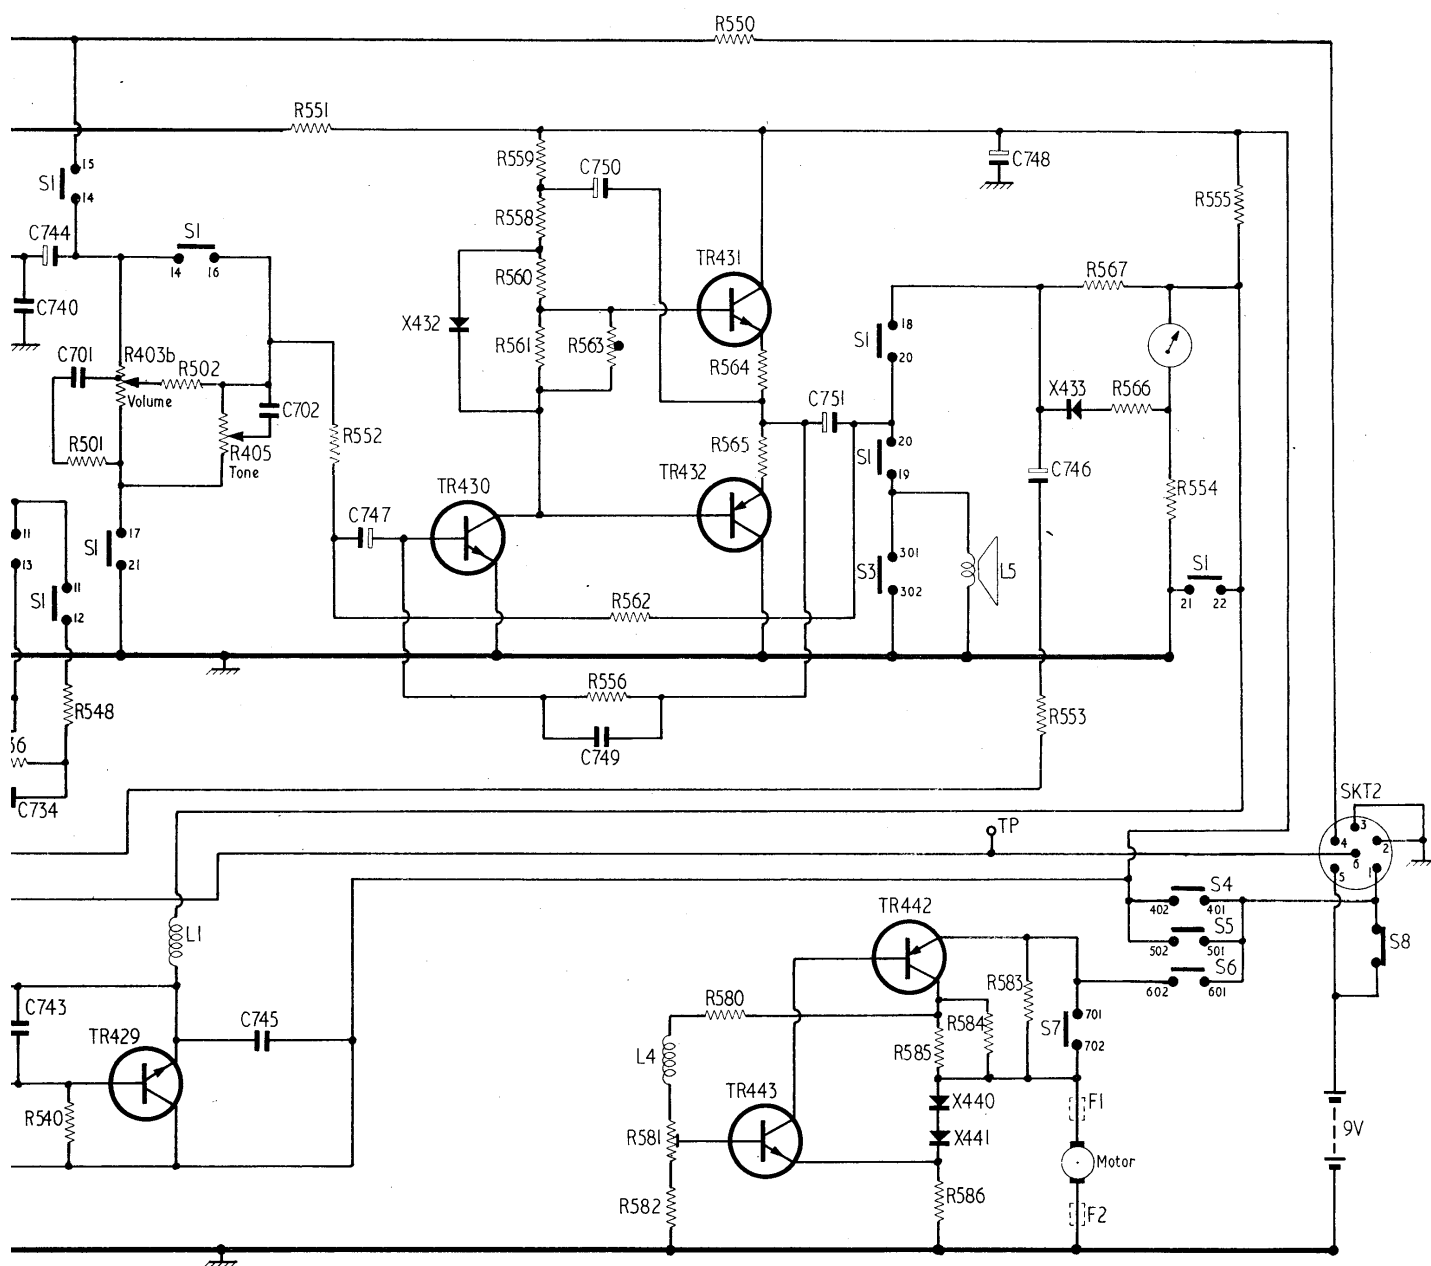 R550
R551
15
S1
14
R559
C750
C748
R558
R555
C744
S1
14
16
TR431
R560
R567
C740
X432
18
S1
20
R561
R563
R564
C701
R403b
R502
Volume
X433
R566
C702
C751
R501
R405
Tone
R552
R565
20
S1
19
C746
TR430
TR432
R554
C747
11
13
17
S1
21
301
S3
302
L5
S1
21
22
11
S1
12
R562
R556
R548
R553
36
C749
C734
SKT2
TP
3
4
2
6
5
1
TR442
S4
402
401
S5
502
501
S6
602
601
S8
L1
C743
C745
R580
R583
R584
S7
701
702
TR429
R585
L4
TR443
X440
F1
R540
R581
X441
9V
Motor
R582
R586
F2